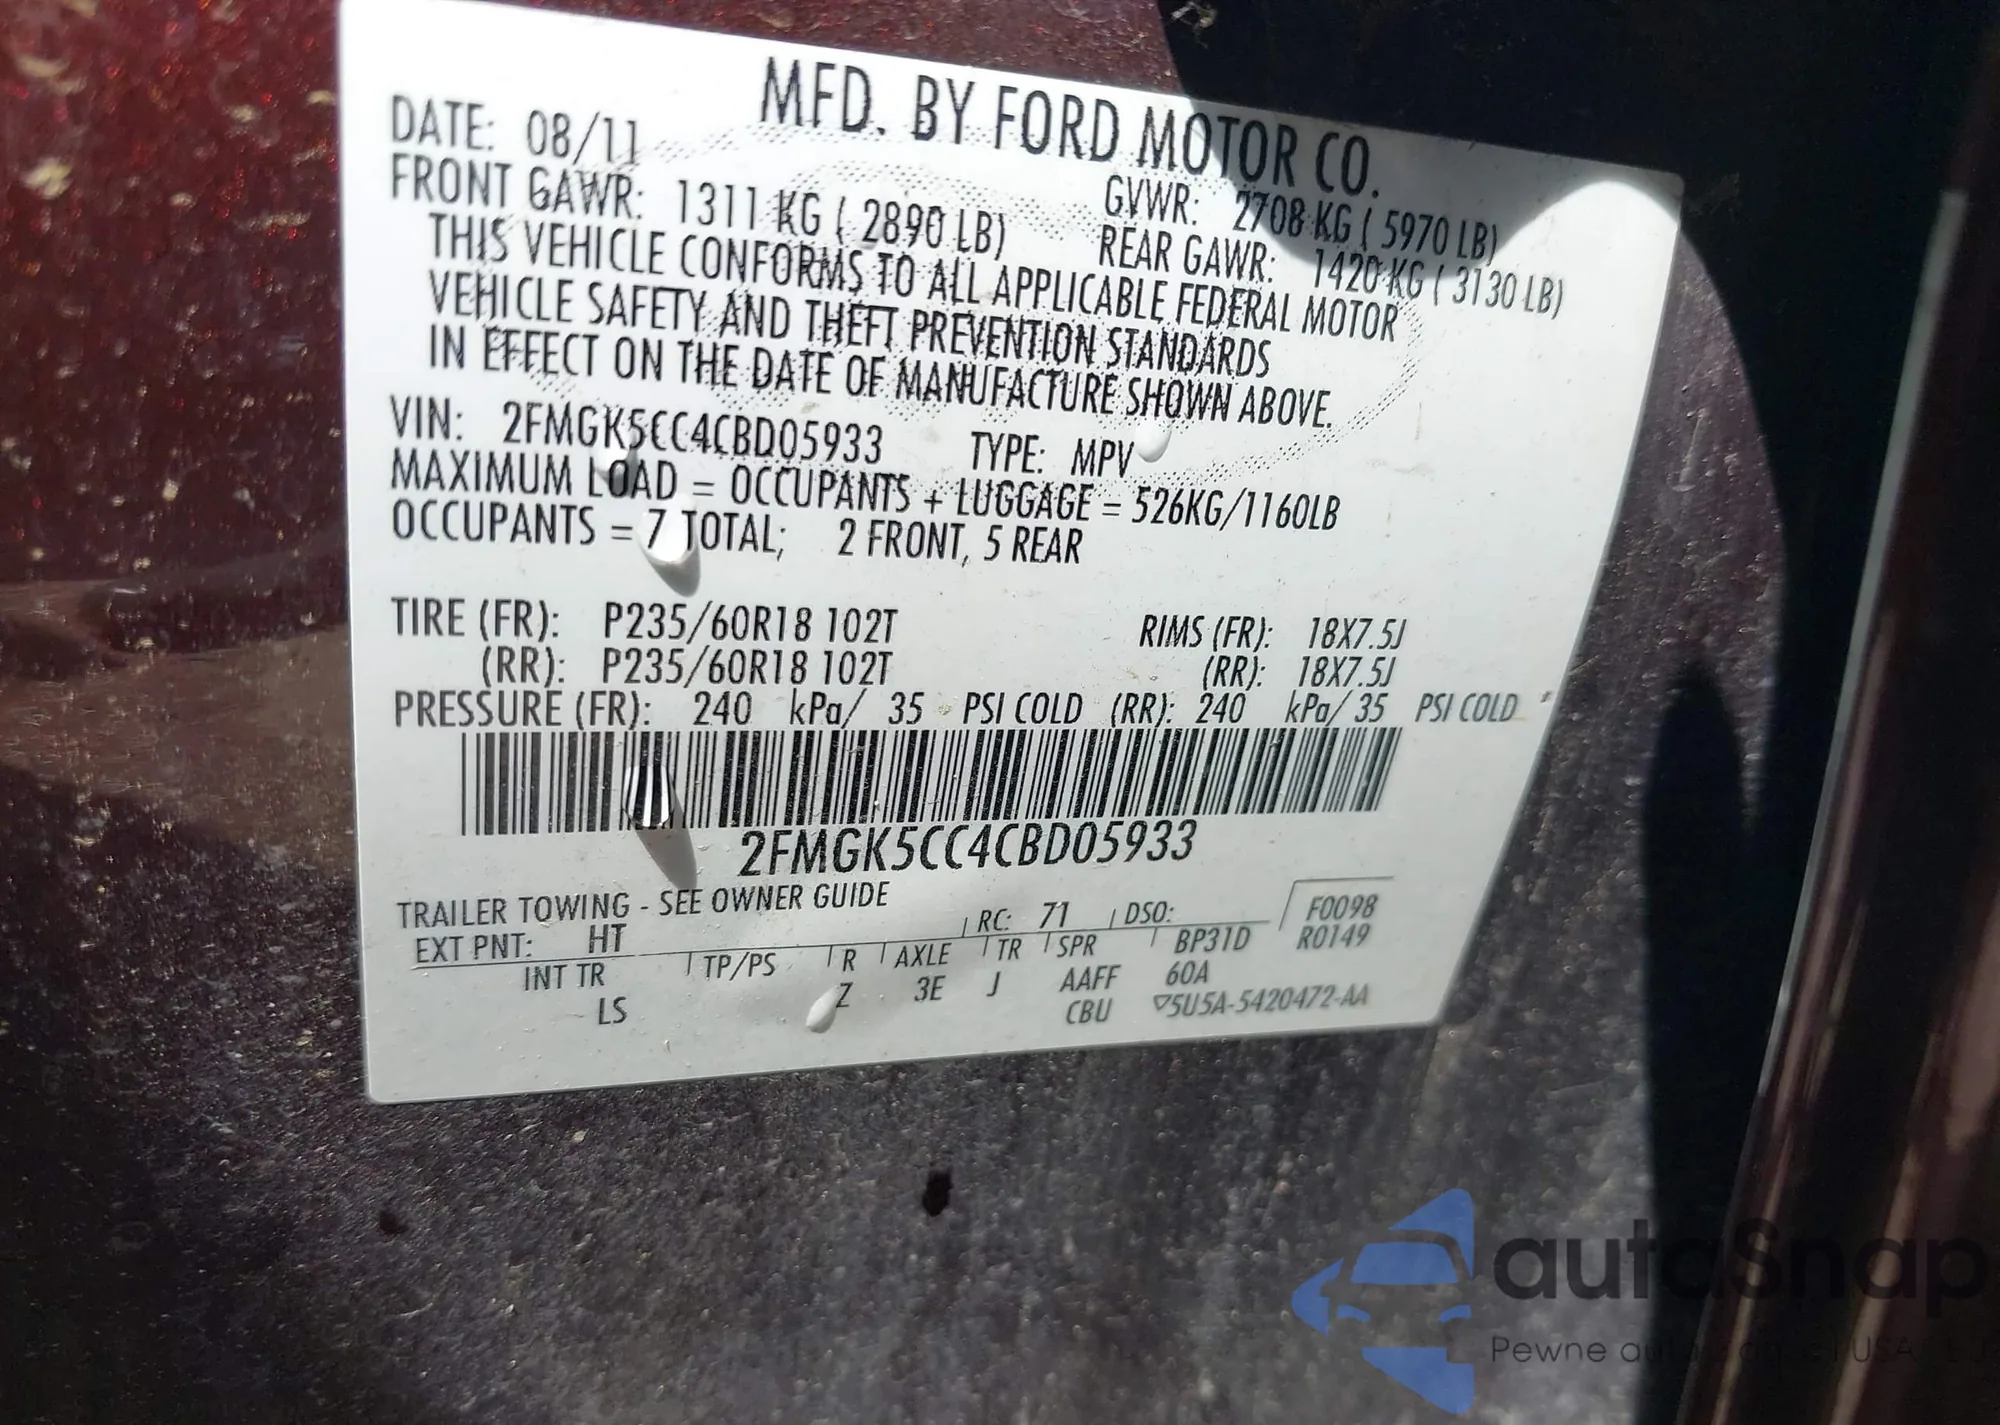 MFD. BY FORD MOTOR CO.
DATE: 08/11 GVWR: 2708 KG ( 5970 LB)
FRONT GAWR: 1311 KG ( 2890 LB) REAR GAWR: 1420 KG ( 3130 LB)
THIS VEHICLE CONFORMS TO ALL APPLICABLE FEDERAL MOTOR
VEHICLE SAFETY AND THEFT PREVENTION STANDARDS
IN EFFECT ON THE DATE OF MANUFACTURE SHOWN ABOVE.
VIN: 2FMGK5CC4CBD05933 TYPE: MPV
MAXIMUM LOAD = OCCUPANTS + LUGGAGE = 526KG/1160LB
OCCUPANTS = 7 TOTAL; 2 FRONT, 5 REAR
TIRE (FR): P235/60R18 102T RIMS (FR): 18X7.5J
(RR): P235/60R18 102T (RR): 18X7.5J
PRESSURE (FR): 240 kPa/ 35 PSI COLD (RR): 240 kPa/ 35 PSI COLD
2FMGK5CC4CBD05933
TRAILER TOWING - SEE OWNER GUIDE
EXT PNT: HT RC: 71 DSO: F0098
INT TR TP/PS R AXLE TR SPR BP31D R0149
LS Z 3E J AAFF 60A
CBU ▽5U5A-5420472-AA
autoSnap
Pewne auta USA